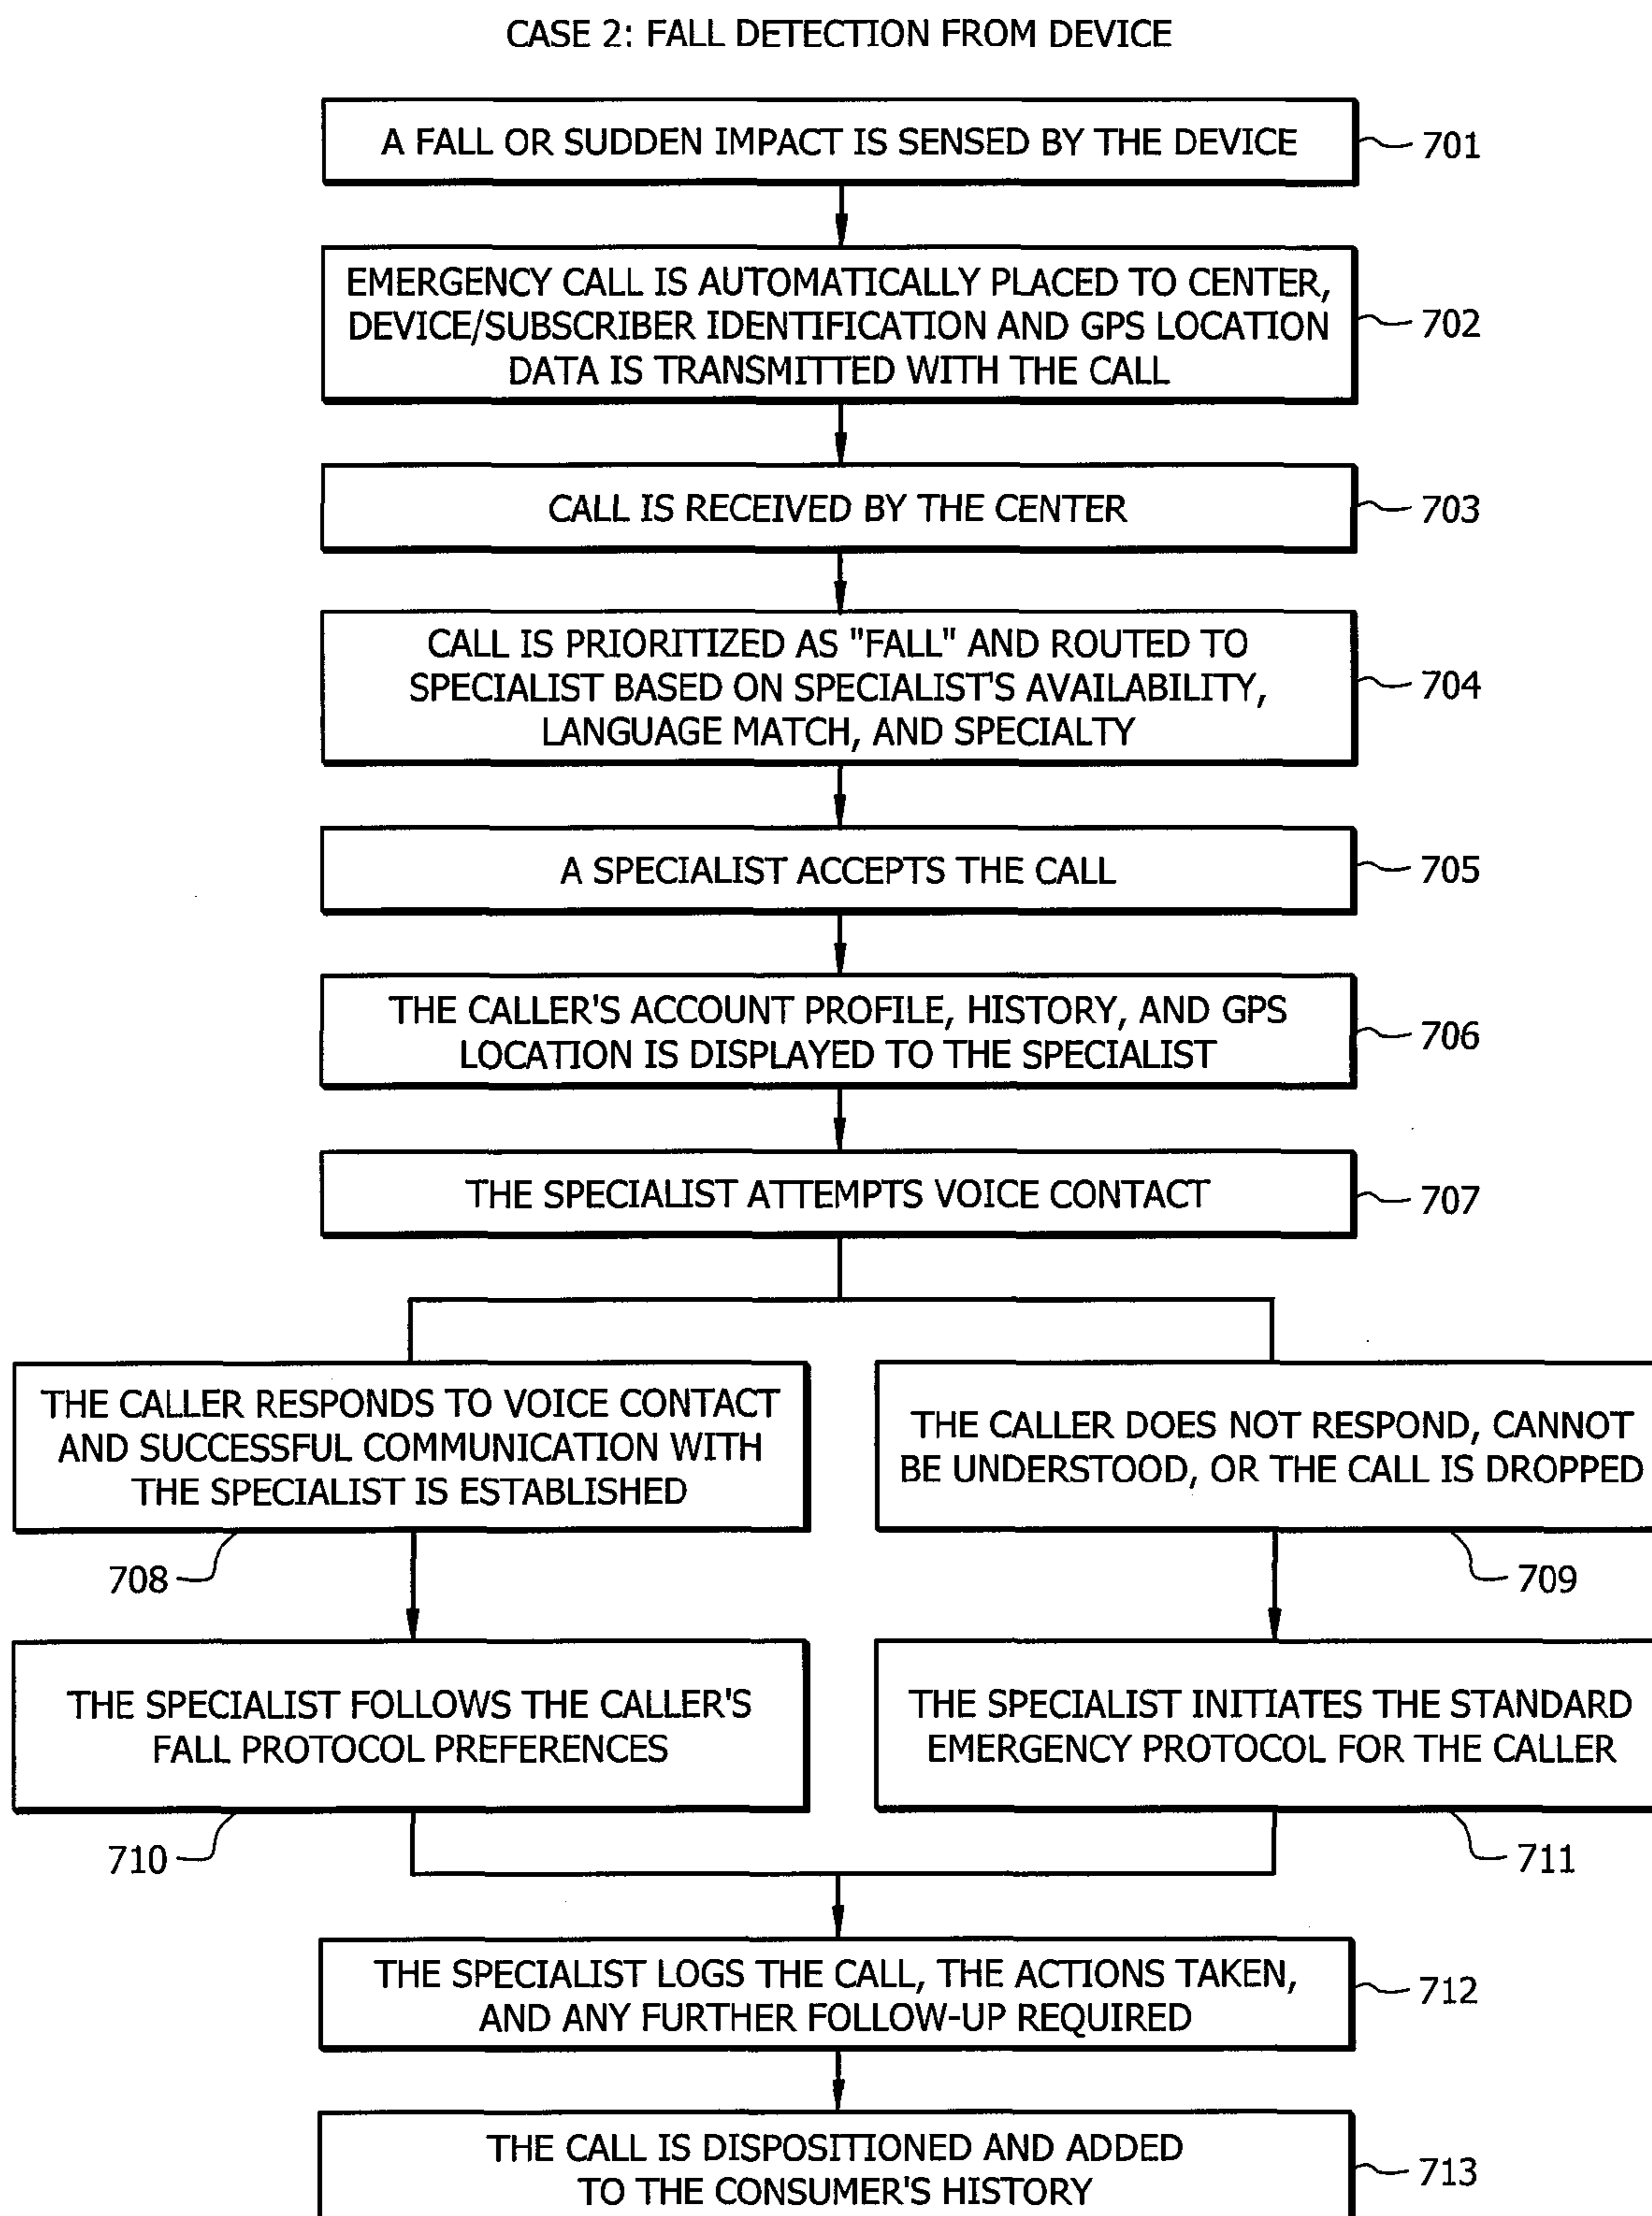 CASE 2: FALL DETECTION FROM DEVICE
A FALL OR SUDDEN IMPACT IS SENSED BY THE DEVICE
701
EMERGENCY CALL IS AUTOMATICALLY PLACED TO CENTER,
DEVICE/SUBSCRIBER IDENTIFICATION AND GPS LOCATION
DATA IS TRANSMITTED WITH THE CALL
702
CALL IS RECEIVED BY THE CENTER
703
CALL IS PRIORITIZED AS "FALL" AND ROUTED TO
SPECIALIST BASED ON SPECIALIST'S AVAILABILITY,
LANGUAGE MATCH, AND SPECIALTY
704
A SPECIALIST ACCEPTS THE CALL
705
THE CALLER'S ACCOUNT PROFILE, HISTORY, AND GPS
LOCATION IS DISPLAYED TO THE SPECIALIST
706
THE SPECIALIST ATTEMPTS VOICE CONTACT
707
THE CALLER RESPONDS TO VOICE CONTACT
AND SUCCESSFUL COMMUNICATION WITH
THE SPECIALIST IS ESTABLISHED
708
THE CALLER DOES NOT RESPOND, CANNOT
BE UNDERSTOOD, OR THE CALL IS DROPPED
709
THE SPECIALIST FOLLOWS THE CALLER'S
FALL PROTOCOL PREFERENCES
710
THE SPECIALIST INITIATES THE STANDARD
EMERGENCY PROTOCOL FOR THE CALLER
711
THE SPECIALIST LOGS THE CALL, THE ACTIONS TAKEN,
AND ANY FURTHER FOLLOW-UP REQUIRED
712
THE CALL IS DISPOSITIONED AND ADDED
TO THE CONSUMER'S HISTORY
713